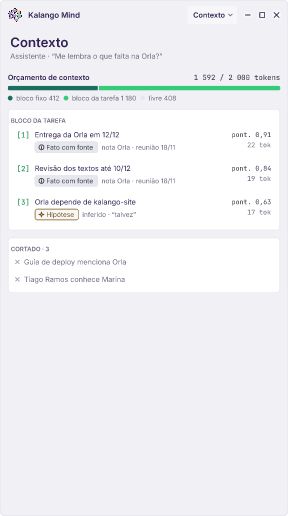 Kalango Mind
Contexto
Contexto
Assistente · “Me lembra o que falta na Orla?”
Orçamento de contexto
1 592 / 2 000 tokens
bloco fixo 412
bloco da tarefa 1 180
livre 408
BLOCO DA TAREFA
[1] Entrega da Orla em 12/12 pont. 0,91
Fato com fonte nota Orla · reunião 18/11 22 tok
[2] Revisão dos textos até 10/12 pont. 0,84
Fato com fonte nota Orla · reunião 18/11 19 tok
[3] Orla depende de kalango-site pont. 0,63
Hipótese inferido · “talvez” 17 tok
CORTADO · 3
× Guia de deploy menciona Orla
× Tiago Ramos conhece Marina